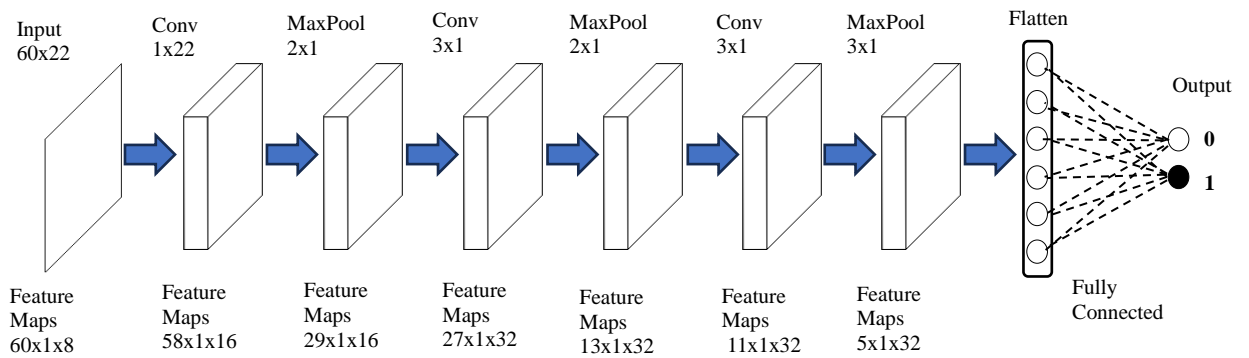 Input
60x22
Conv
1x22
MaxPool
2x1
Conv
3x1
MaxPool
2x1
Conv
3x1
MaxPool
3x1
Flatten
Output
0
1
Feature
Maps
60x1x8
Feature
Maps
58x1x16
Feature
Maps
29x1x16
Feature
Maps
27x1x32
Feature
Maps
13x1x32
Feature
Maps
11x1x32
Feature
Maps
5x1x32
Fully
Connected